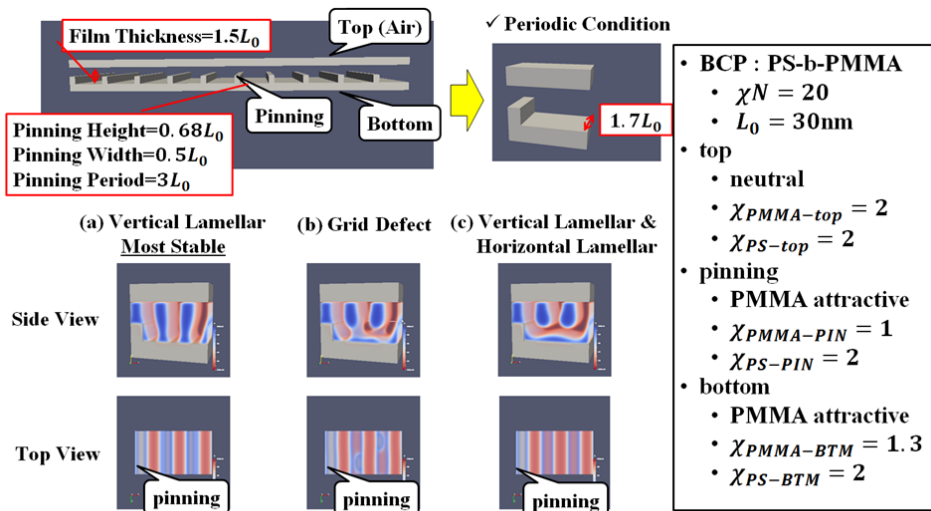 Film Thickness=1.5L₀
Top (Air)
Pinning
Bottom
Pinning Height=0.68L₀
Pinning Width=0.5L₀
Pinning Period=3L₀
✓ Periodic Condition
1.7L₀
(a) Vertical Lamellar
Most Stable
(b) Grid Defect
(c) Vertical Lamellar &
Horizontal Lamellar
Side View
Top View
pinning
pinning
pinning
• BCP : PS-b-PMMA
• χN = 20
• L₀ = 30nm
• top
• neutral
• χPMMA−top = 2
• χPS−top = 2
• pinning
• PMMA attractive
• χPMMA−PIN = 1
• χPS−PIN = 2
• bottom
• PMMA attractive
• χPMMA−BTM = 1.3
• χPS−BTM = 2